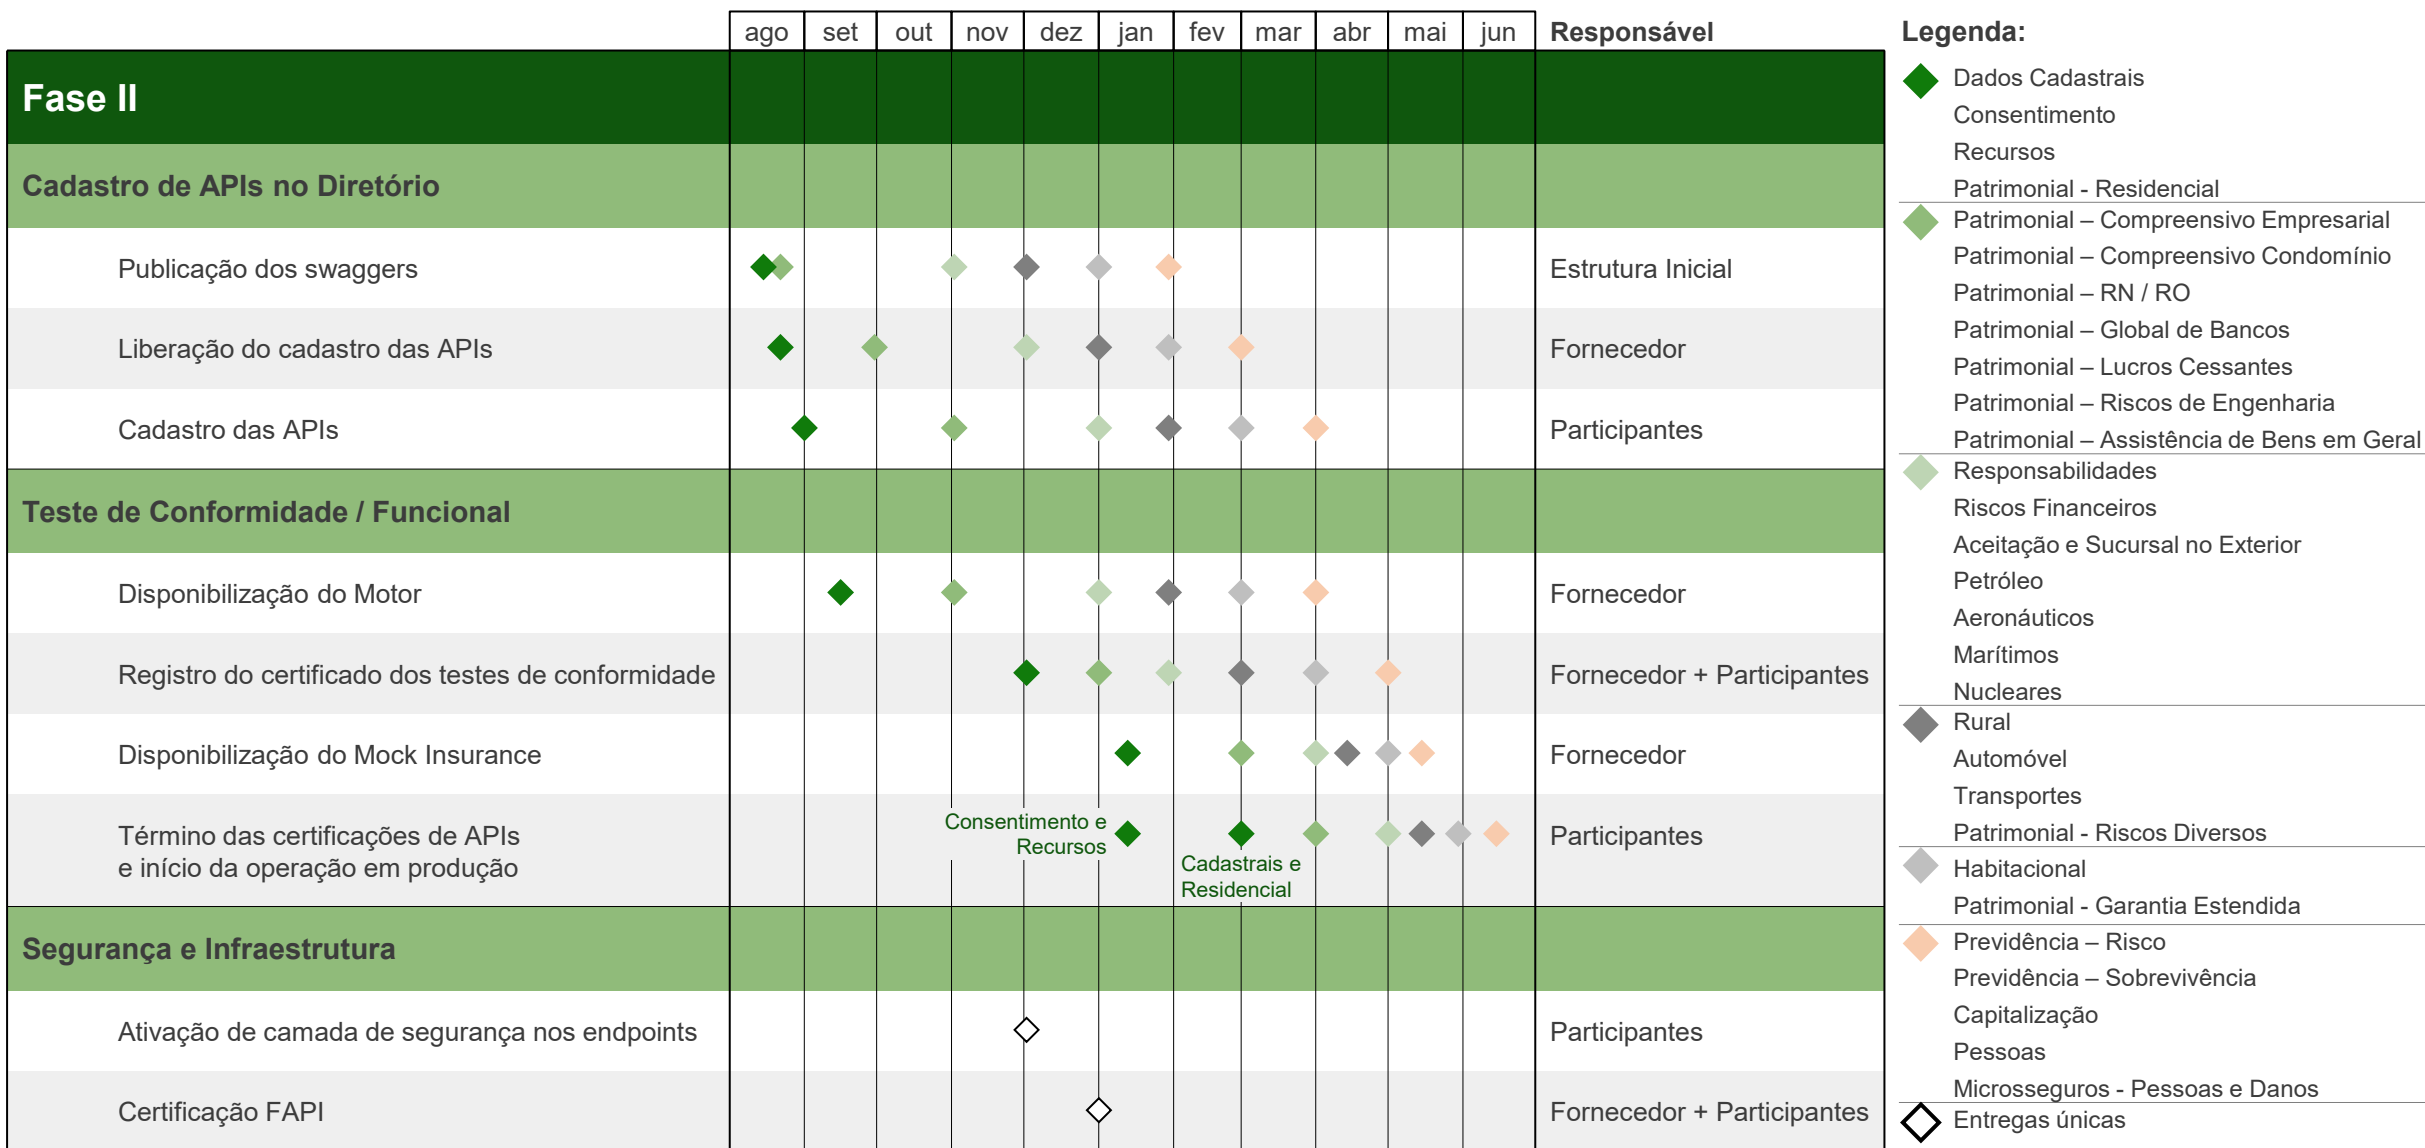 ago set out nov dez jan fev mar abr mai jun Responsável
Fase II
Cadastro de APIs no Diretório
Publicação dos swaggers Estrutura Inicial
Liberação do cadastro das APIs Fornecedor
Cadastro das APIs Participantes
Teste de Conformidade / Funcional
Disponibilização do Motor Fornecedor
Registro do certificado dos testes de conformidade Fornecedor + Participantes
Disponibilização do Mock Insurance Fornecedor
Término das certificações de APIs
e início da operação em produção
Consentimento e
Recursos
Cadastrais e
Residencial
Participantes
Segurança e Infraestrutura
Ativação de camada de segurança nos endpoints Participantes
Certificação FAPI Fornecedor + Participantes
Legenda:
Dados Cadastrais
Consentimento
Recursos
Patrimonial - Residencial
Patrimonial – Compreensivo Empresarial
Patrimonial – Compreensivo Condomínio
Patrimonial – RN / RO
Patrimonial – Global de Bancos
Patrimonial – Lucros Cessantes
Patrimonial – Riscos de Engenharia
Patrimonial – Assistência de Bens em Geral
Responsabilidades
Riscos Financeiros
Aceitação e Sucursal no Exterior
Petróleo
Aeronáuticos
Marítimos
Nucleares
Rural
Automóvel
Transportes
Patrimonial - Riscos Diversos
Habitacional
Patrimonial - Garantia Estendida
Previdência – Risco
Previdência – Sobrevivência
Capitalização
Pessoas
Microsseguros - Pessoas e Danos
Entregas únicas